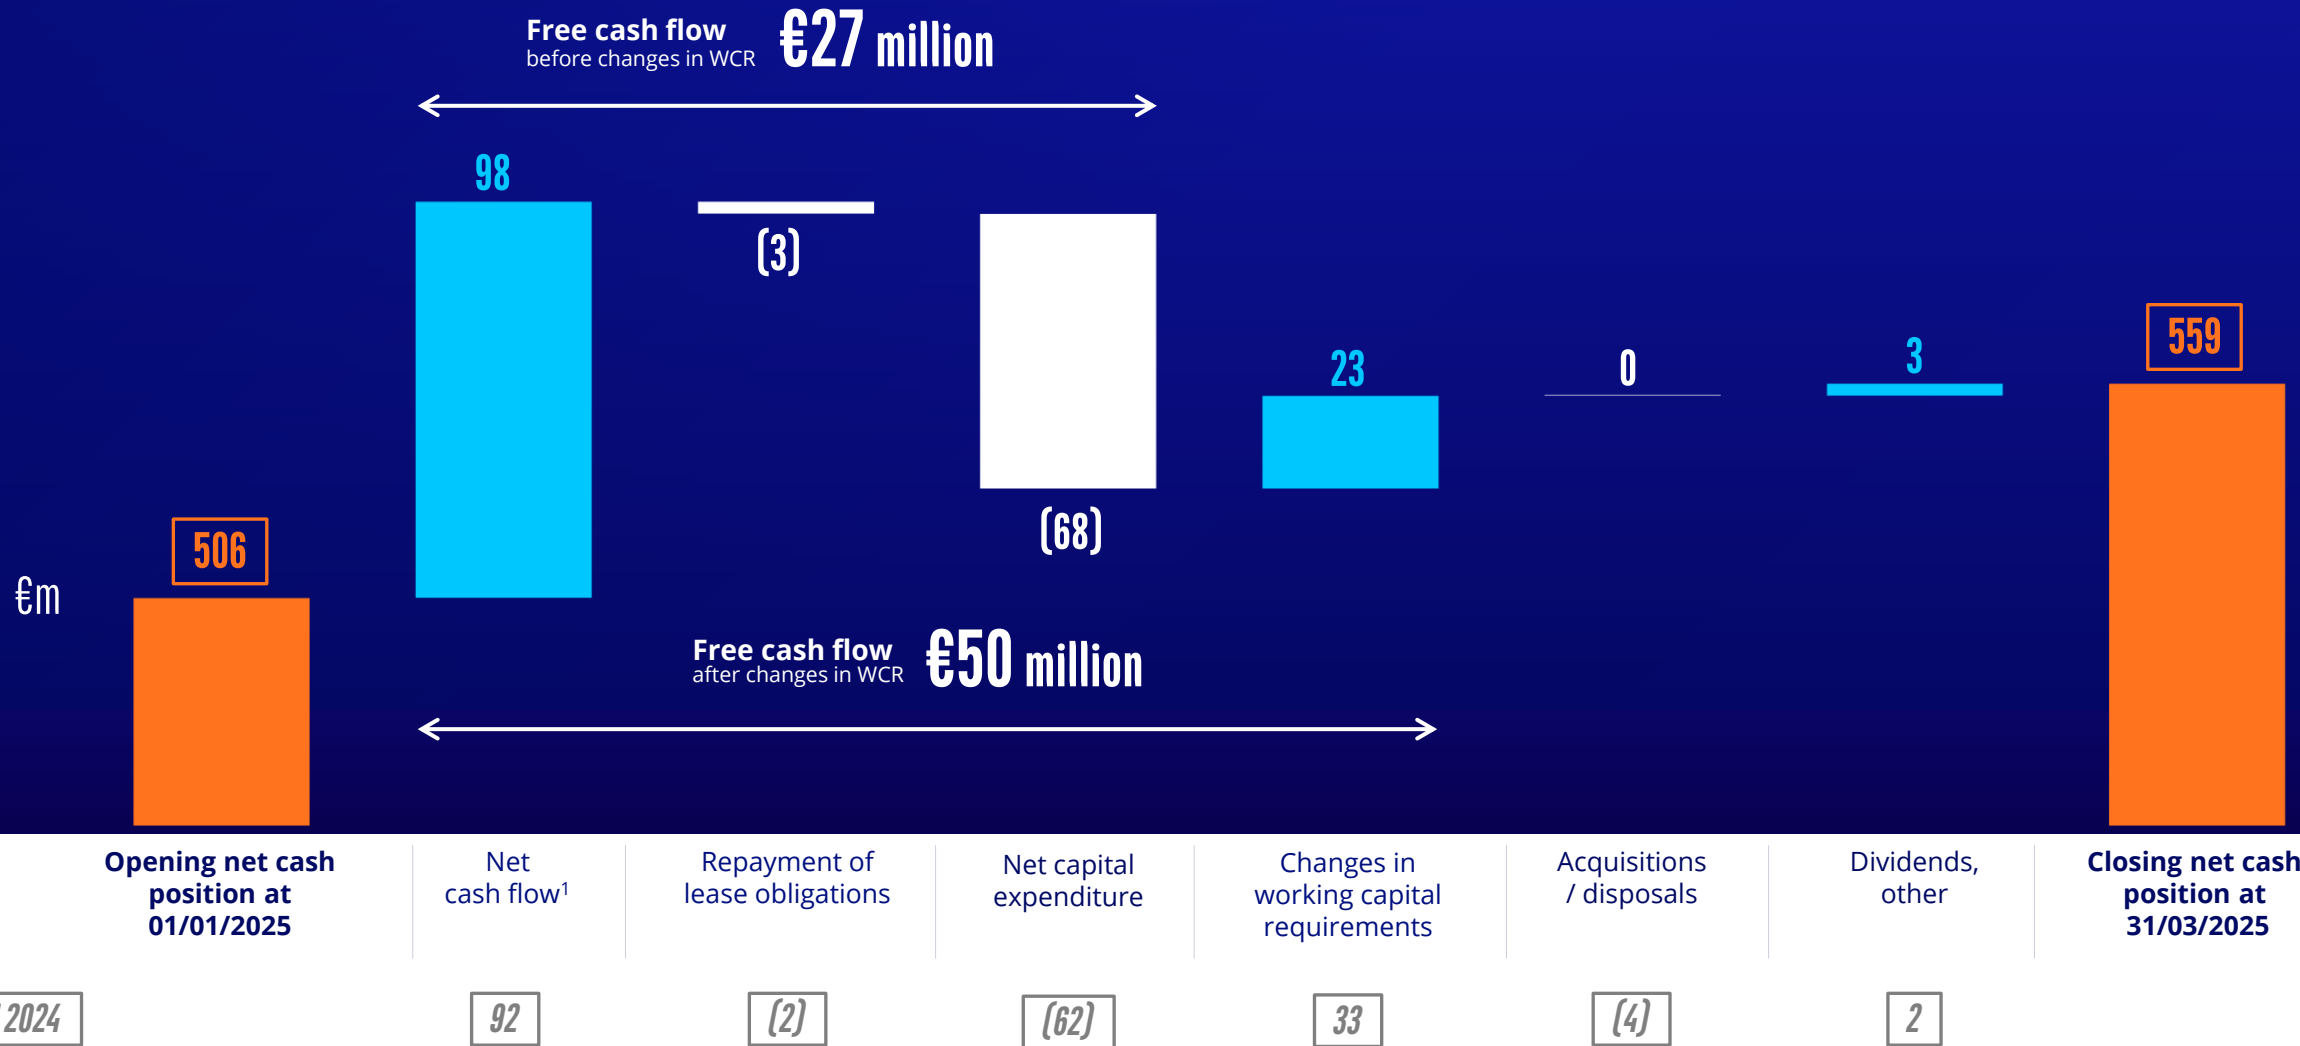 Free cash flow
before changes in WCR
€27 million
98
(3)
(68)
23
0
3
559
506
€m
Free cash flow
after changes in WCR
€50 million
Opening net cash
position at
01/01/2025
Net
cash flow¹
Repayment of
lease obligations
Net capital
expenditure
Changes in
working capital
requirements
Acquisitions
/ disposals
Dividends,
other
Closing net cash
position at
31/03/2025
2024
92
(2)
(62)
33
(4)
2